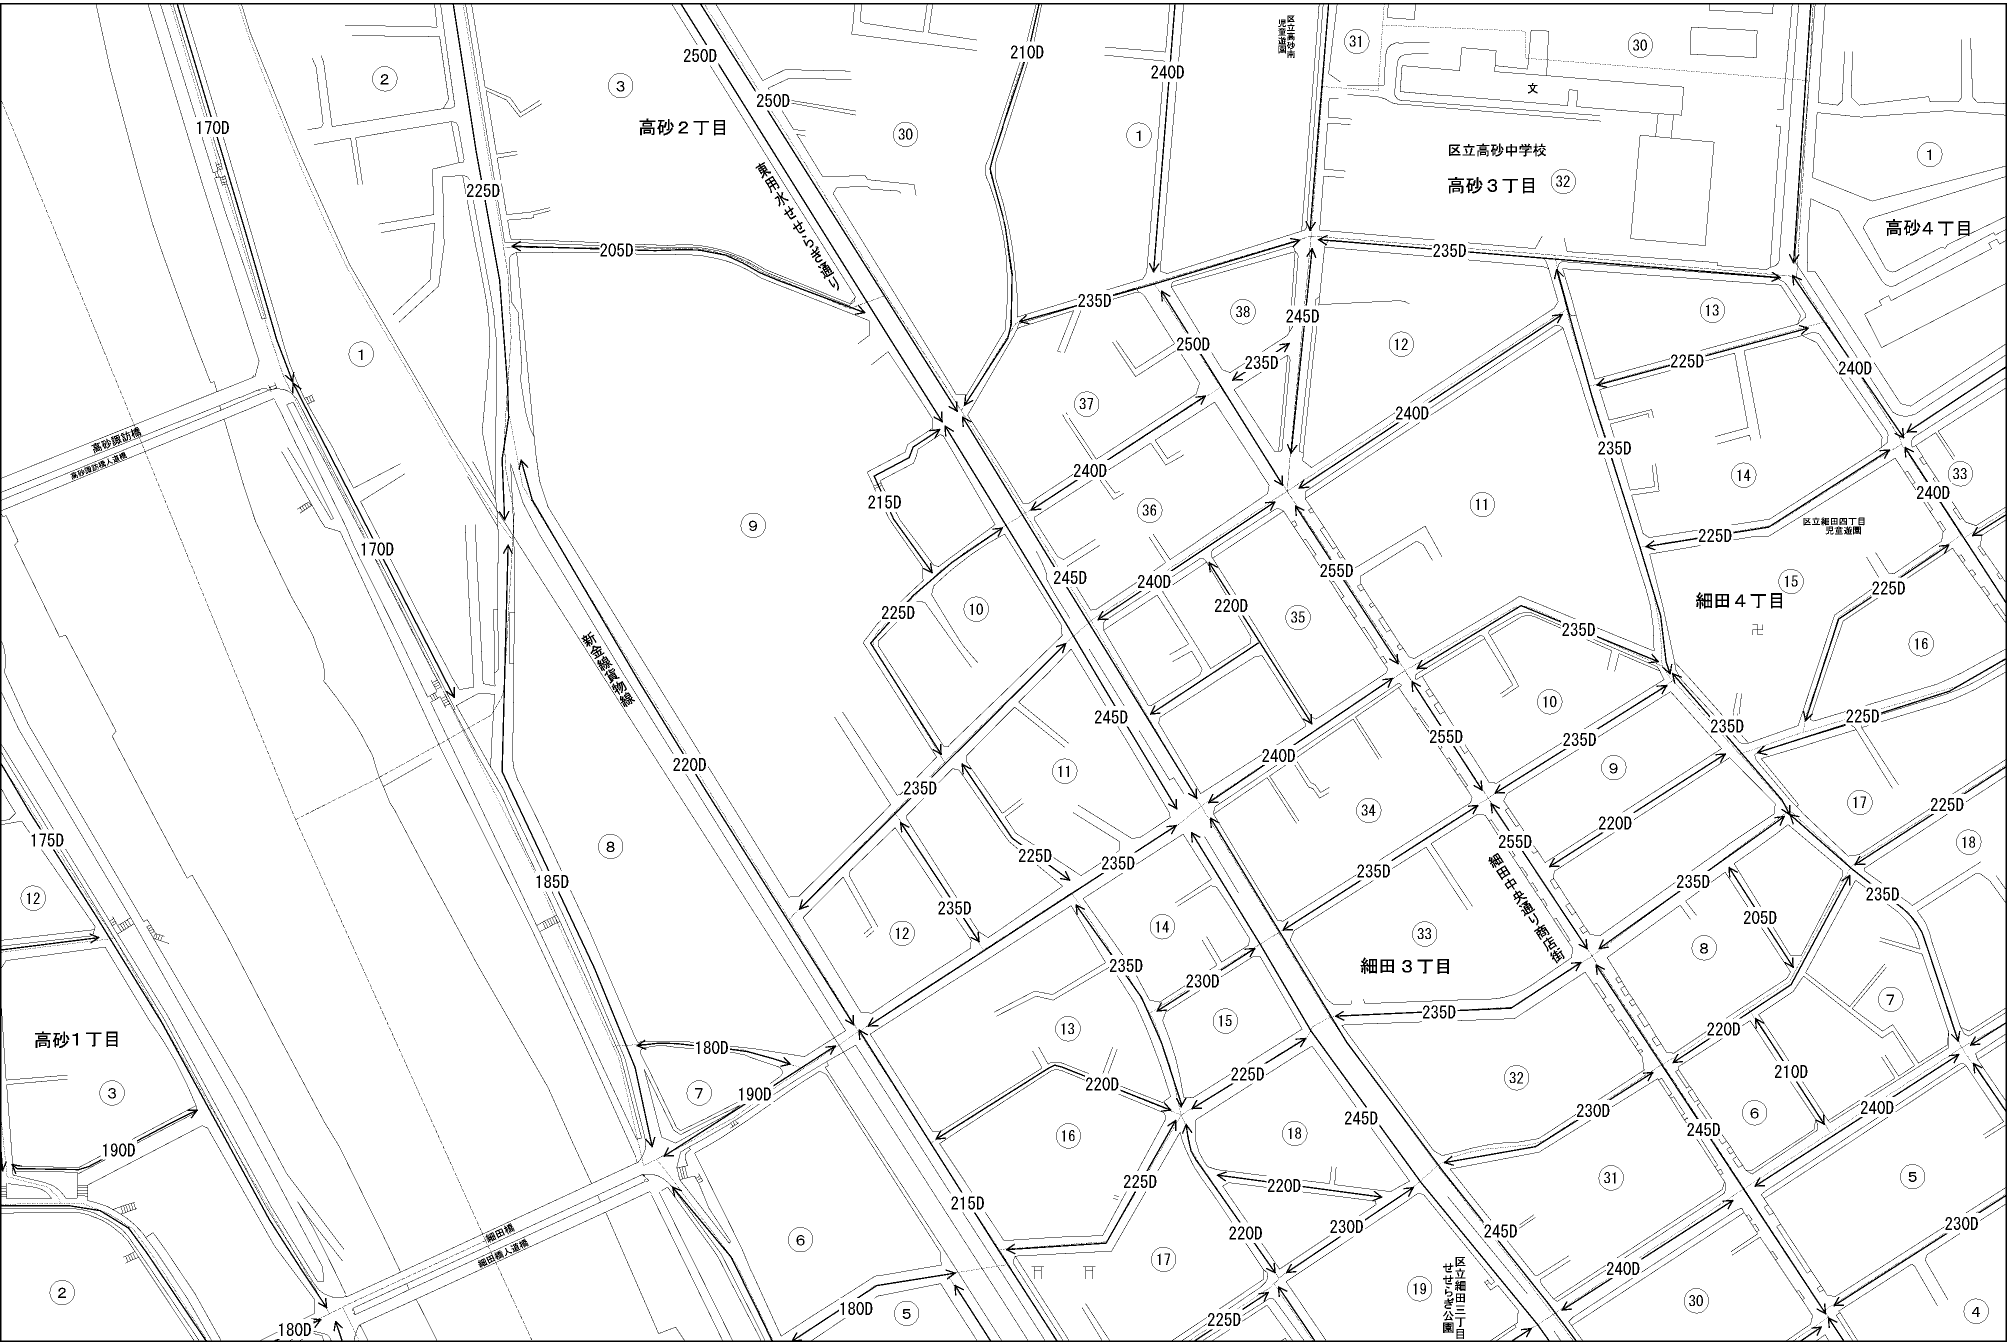 区立高砂南
児童遊園
31
30
2
3
250D
210D
240D
250D
文
170D
高砂2丁目
30
1
区立高砂中学校
1
225D
高砂3丁目
32
東用水せせらぎ通り
高砂4丁目
205D
235D
235D
38
245D
13
250D
12
1
235D
225D
240D
37
240D
高砂諏訪橋
高砂諏訪橋人道橋
240D
235D
14
33
240D
215D
36
11
9
区立細田四丁目
児童遊園
225D
170D
255D
245D
240D
15
225D
220D
細田4丁目
10
225D
35
235D
16
新金線貨物線
10
245D
225D
235D
255D
235D
240D
220D
11
9
235D
17
225D
34
220D
175D
255D
18
8
225D
235D
235D
185D
235D
235D
12
235D
205D
細田中央通り商店街
14
12
33
8
235D
細田3丁目
230D
7
235D
15
13
220D
高砂1丁目
180D
210D
225D
32
220D
7
190D
3
240D
230D
6
245D
245D
18
16
190D
5
31
225D
220D
215D
230D
230D
220D
245D
細田橋
6
細田橋人道橋
17
240D
区立細田三丁目
せせらぎ公園
19
2
30
180D
5
4
225D
180D